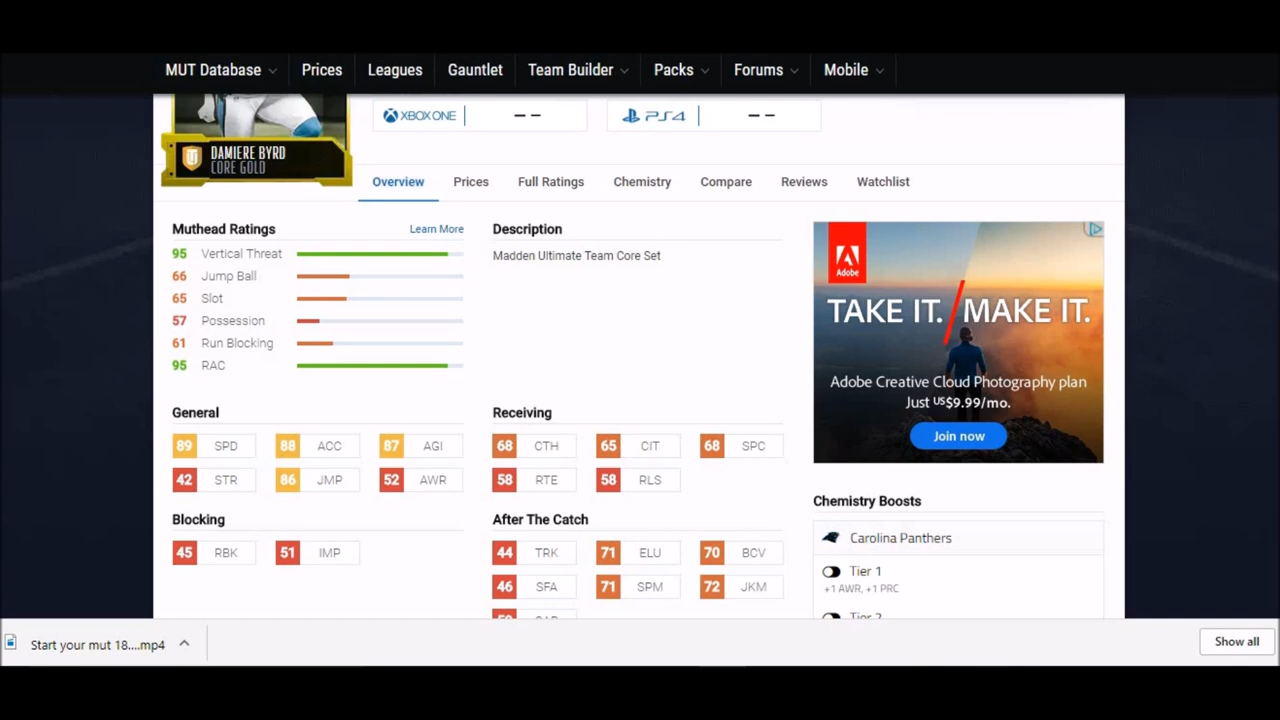 MUT Database Prices Leagues Gauntlet Team Builder Packs Forums Mobile
XBOX ONE -- PS4 --
DAMIERE BYRD
CORE GOLD
Overview Prices Full Ratings Chemistry Compare Reviews Watchlist
Muthead Ratings Learn More
95 Vertical Threat
66 Jump Ball
65 Slot
57 Possession
61 Run Blocking
95 RAC
Description
Madden Ultimate Team Core Set
General
89 SPD 88 ACC 87 AGI
42 STR 86 JMP 52 AWR
Receiving
68 CTH 65 CIT 68 SPC
58 RTE 58 RLS
Blocking
45 RBK 51 IMP
After The Catch
44 TRK 71 ELU 70 BCV
46 SFA 71 SPM 72 JKM
Adobe
TAKE IT. / MAKE IT.
Adobe Creative Cloud Photography plan
Just US$9.99/mo.
Join now
Chemistry Boosts
Carolina Panthers
Tier 1
+1 AWR, +1 PRC
Tier 2
Start your mut 18....mp4 Show all